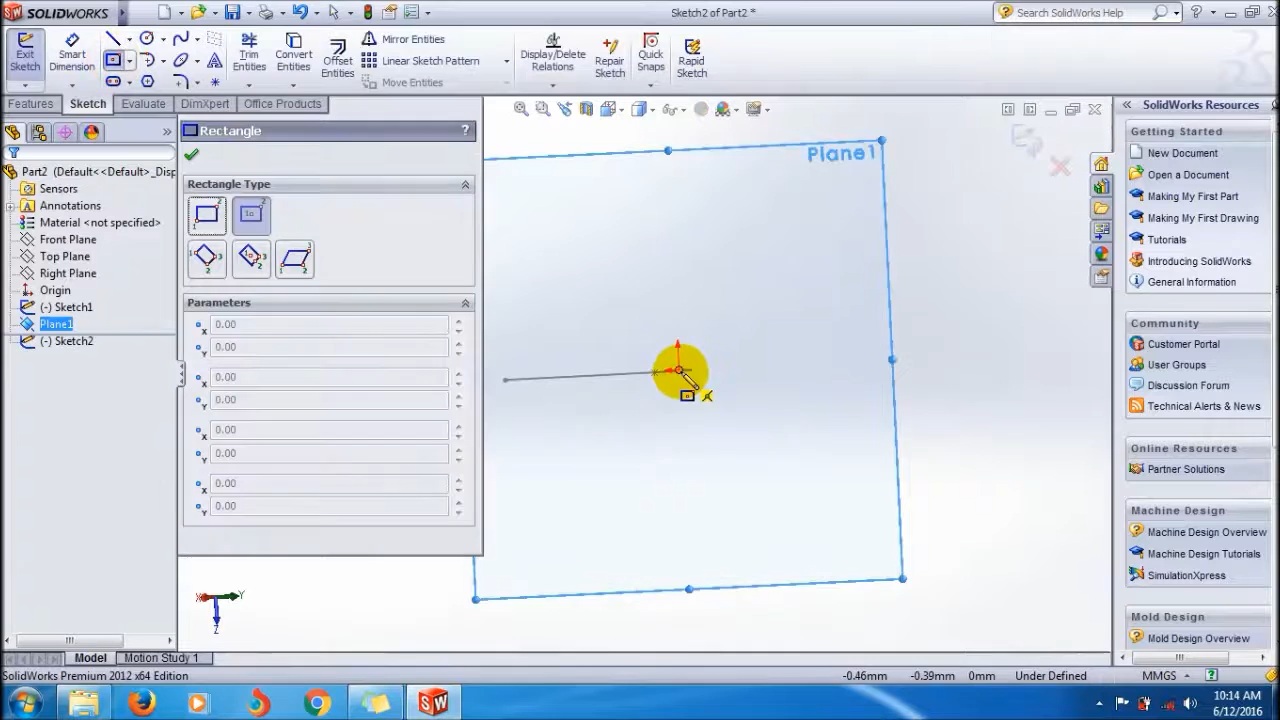 SOLIDWORKS
Sketch2 of Part2 *
Search SolidWorks Help
Exit Sketch
Smart Dimension
Trim Entities
Convert Entities
Offset Entities
Mirror Entities
Linear Sketch Pattern
Move Entities
Display/Delete Relations
Repair Sketch
Quick Snaps
Rapid Sketch
Features
Sketch
Evaluate
DimXpert
Office Products
Part2 (Default<<Default>_Disp
Sensors
Annotations
Material <not specified>
Front Plane
Top Plane
Right Plane
Origin
(-) Sketch1
Plane1
(-) Sketch2
Rectangle
?
Rectangle Type
Parameters
X 0.00
Y 0.00
X 0.00
Y 0.00
X 0.00
Y 0.00
X 0.00
Y 0.00
Plane1
X
Y
Z
SolidWorks Resources
Getting Started
New Document
Open a Document
Making My First Part
Making My First Drawing
Tutorials
Introducing SolidWorks
General Information
Community
Customer Portal
User Groups
Discussion Forum
Technical Alerts & News
Online Resources
Partner Solutions
Machine Design
Machine Design Overview
Machine Design Tutorials
SimulationXpress
Mold Design
Mold Design Overview
Model
Motion Study 1
SolidWorks Premium 2012 x64 Edition
-0.46mm
-0.39mm
0mm
Under Defined
MMGS
10:14 AM
6/12/2016